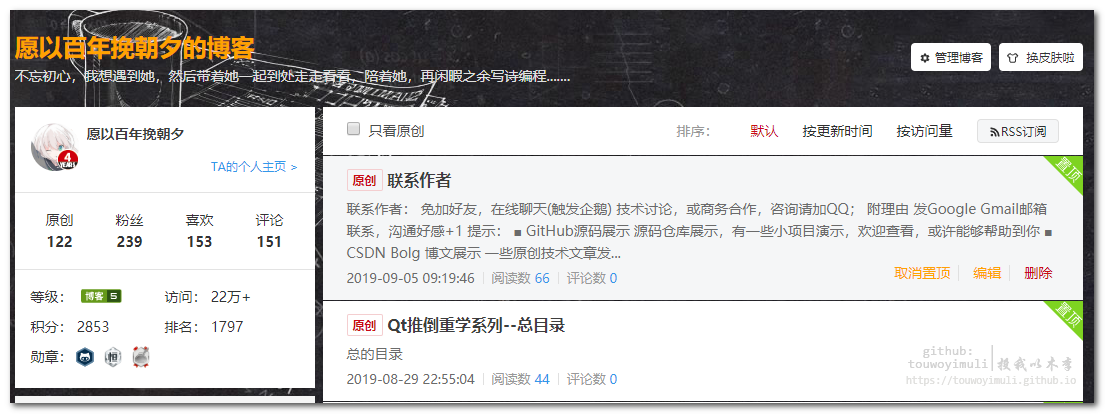 愿以百年挽朝夕的博客
不忘初心，我想遇到她，然后带着她一起到处走走看看，陪着她，再闲暇之余写诗编程.......
管理博客
换皮肤啦
愿以百年挽朝夕
4
YEARS
TA的个人主页 >
原创 粉丝 喜欢 评论
122 239 153 151
等级： 博客 5 访问： 22万+
积分： 2853 排名： 1797
勋章： 恒
只看原创 排序： 默认 按更新时间 按访问量 RSS订阅
置顶
原创 联系作者
联系作者： 免加好友，在线聊天(触发企鹅) 技术讨论，或商务合作，咨询请加QQ； 附理由 发Google Gmail邮箱
联系，沟通好感+1 提示： ■ GitHub源码展示 源码仓库展示，有一些小项目演示，欢迎查看，或许能够帮助到你 ■
CSDN Bolg 博文展示 一些原创技术文章发...
2019-09-05 09:19:46 阅读数 66 评论数 0 取消置顶 编辑 删除
置顶
原创 Qt推倒重学系列--总目录
总的目录
2019-08-29 22:55:04 阅读数 44 评论数 0
github:
touwoyimuli 投我以木李
https://touwoyimuli.github.io